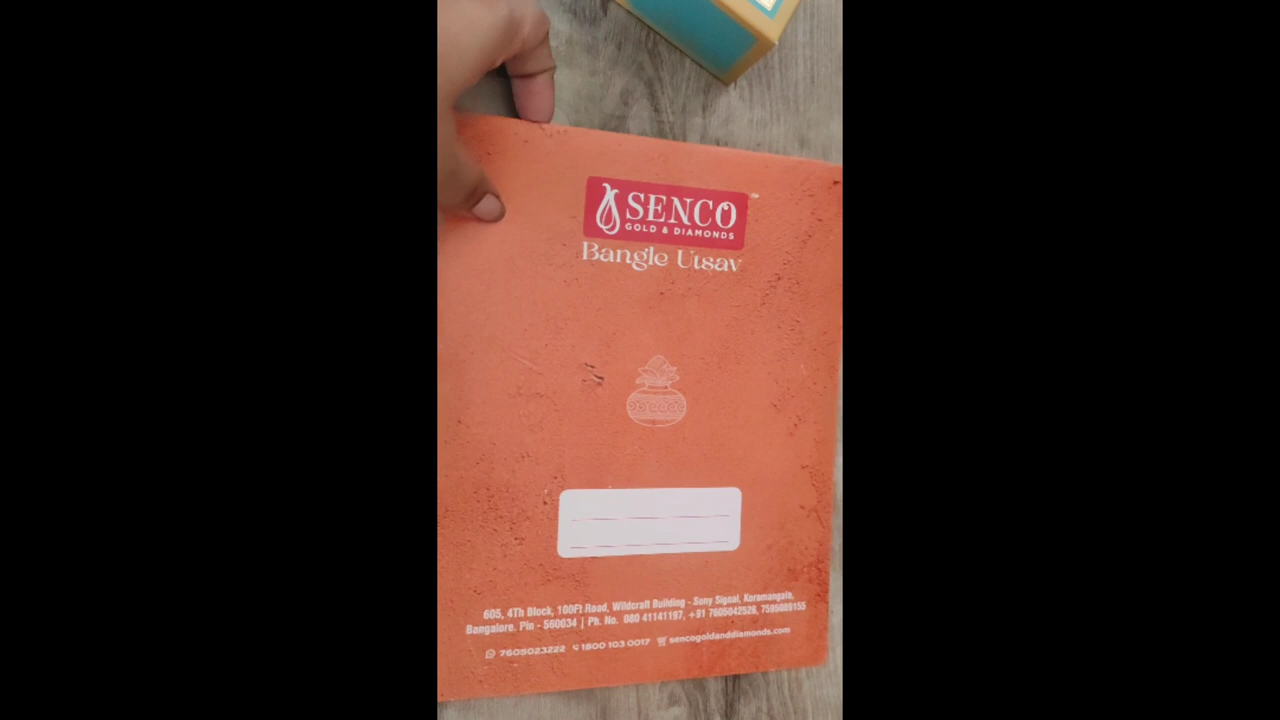 SENCO
GOLD & DIAMONDS
Bangle Utsav
605, 4Th Block, 100Ft Road, Wildcraft Building - Sony Signal, Koramangala,
Bangalore. Pin - 560034 | Ph. No. 080 41141197, +91 7605042528, 7595089155
7605023222 1800 103 0017 sencogoldanddiamonds.com